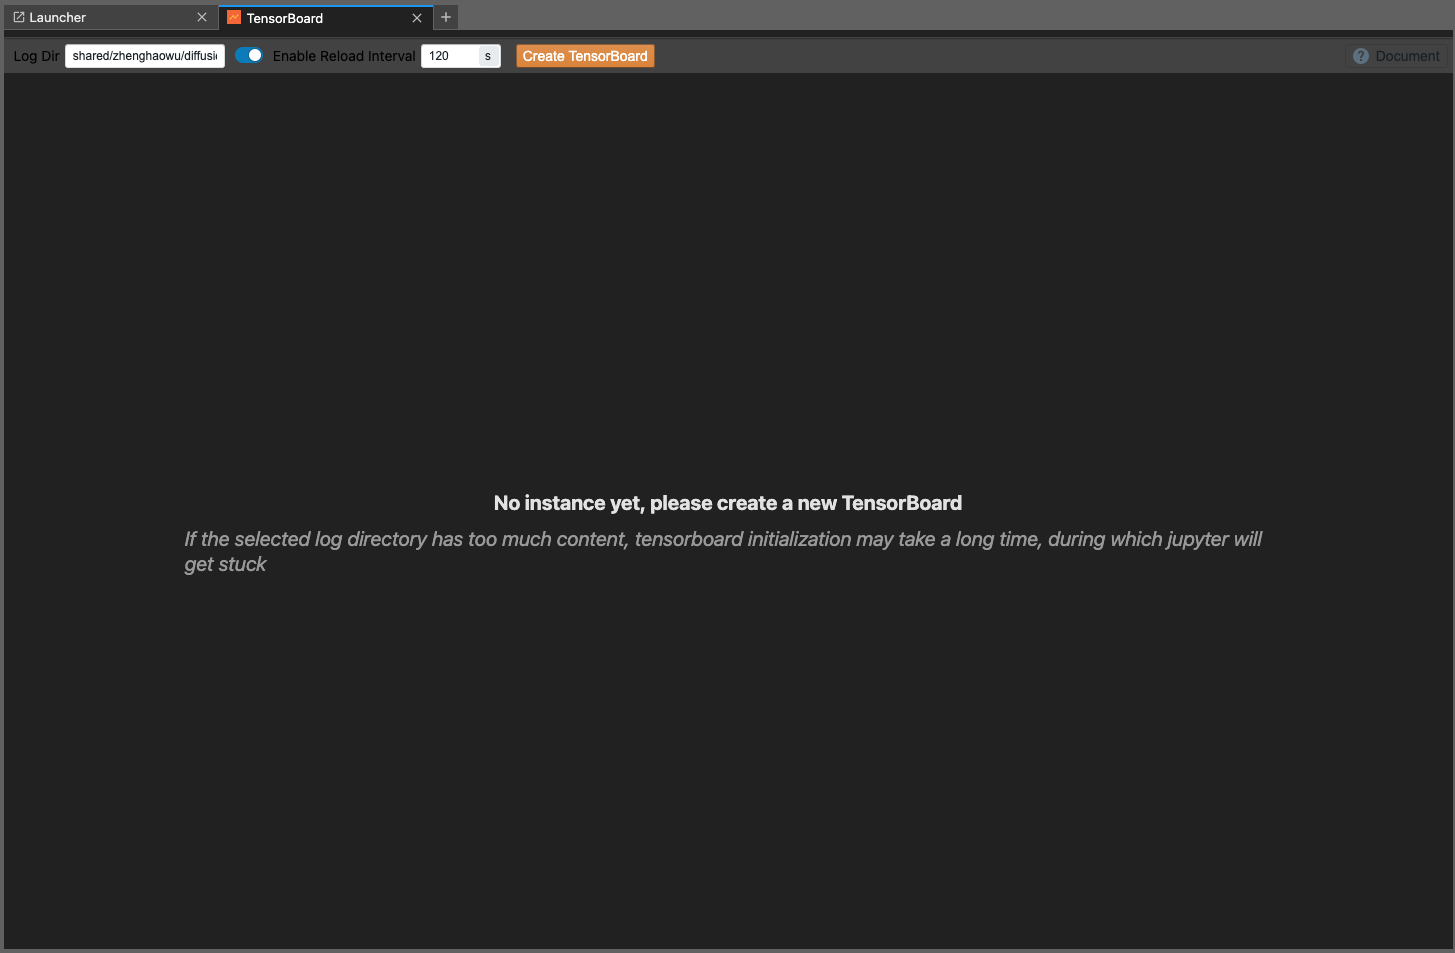 Launcher
TensorBoard
Log Dir shared/zhenghaowu/diffusi Enable Reload Interval 120 s Create TensorBoard ? Document
No instance yet, please create a new TensorBoard
If the selected log directory has too much content, tensorboard initialization may take a long time, during which jupyter will
get stuck